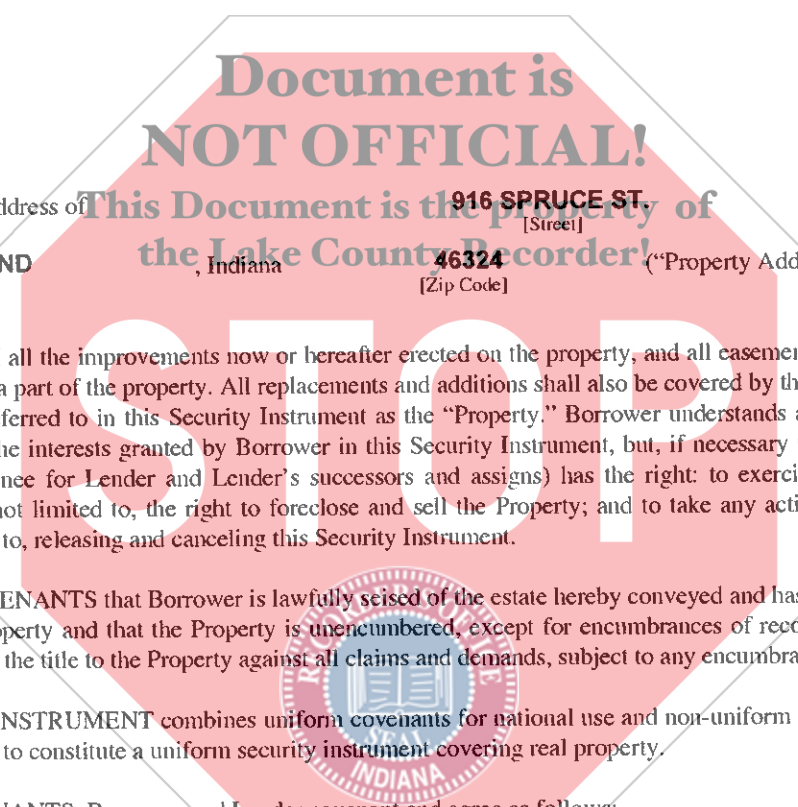 Document is
NOT OFFICIAL!
This Document is the property of
the Lake County Recorder!
ddress of 916 SPRUCE ST.
[Street]
ND , Indiana 46324 (“Property Add
[Zip Code]
STOP
all the improvements now or hereafter erected on the property, and all easemen
a part of the property. All replacements and additions shall also be covered by th
ferred to in this Security Instrument as the “Property.” Borrower understands a
he interests granted by Borrower in this Security Instrument, but, if necessary
nee for Lender and Lender’s successors and assigns) has the right: to exerci
not limited to, the right to foreclose and sell the Property; and to take any acti
to, releasing and canceling this Security Instrument.
ENANTS that Borrower is lawfully seised of the estate hereby conveyed and has
operty and that the Property is unencumbered, except for encumbrances of reco
the title to the Property against all claims and demands, subject to any encumbra
INSTRUMENT combines uniform covenants for national use and non-uniform
to constitute a uniform security instrument covering real property.
SEAL
INDIANA